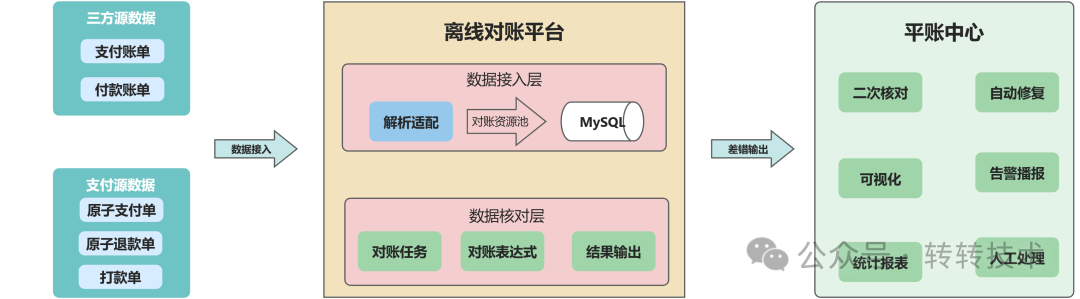 三方源数据
支付账单
付款账单
支付源数据
原子支付单
原子退款单
打款单
数据接入
离线对账平台
数据接入层
解析适配
对账资源池
MySQL
数据核对层
对账任务
对账表达式
结果输出
差错输出
平账中心
二次核对
自动修复
可视化
告警播报
统计报表
人工处理
公众号 · 转转技术